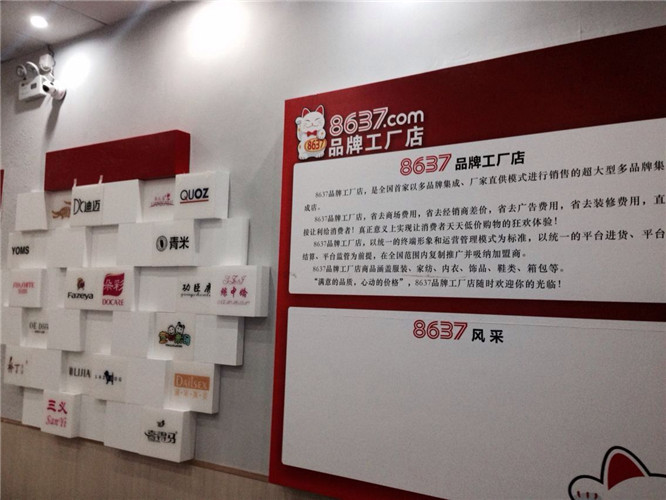 8637.com
8637
品牌工厂店
8637 品牌工厂店
8637品牌工厂店，是全国首家以多品牌集成、厂家直供模式进行销售的超大型多品牌集
成店。
8637品牌工厂店，省去商场费用，省去经销商差价，省去广告费用，省去装修费用，直
接让利给消费者！真正意义上实现让消费者天天低价购物的狂欢体验！
8637品牌工厂店，以统一的终端形象和运营管理模式为标准，以统一的平台进货、平台
结算，平台监管为前提，在全国范围内复制推广并吸纳加盟商。
8637品牌工厂店商品涵盖服装、家纺、内衣、饰品、鞋类、箱包等。
“满意的品质，心动的价格”，8637品牌工厂店随时欢迎你的光临！
8637 风采
迪迈
QUOZ
YOMS
青米
Fazeya
朵彩
DOCARE
LIJIA
三义